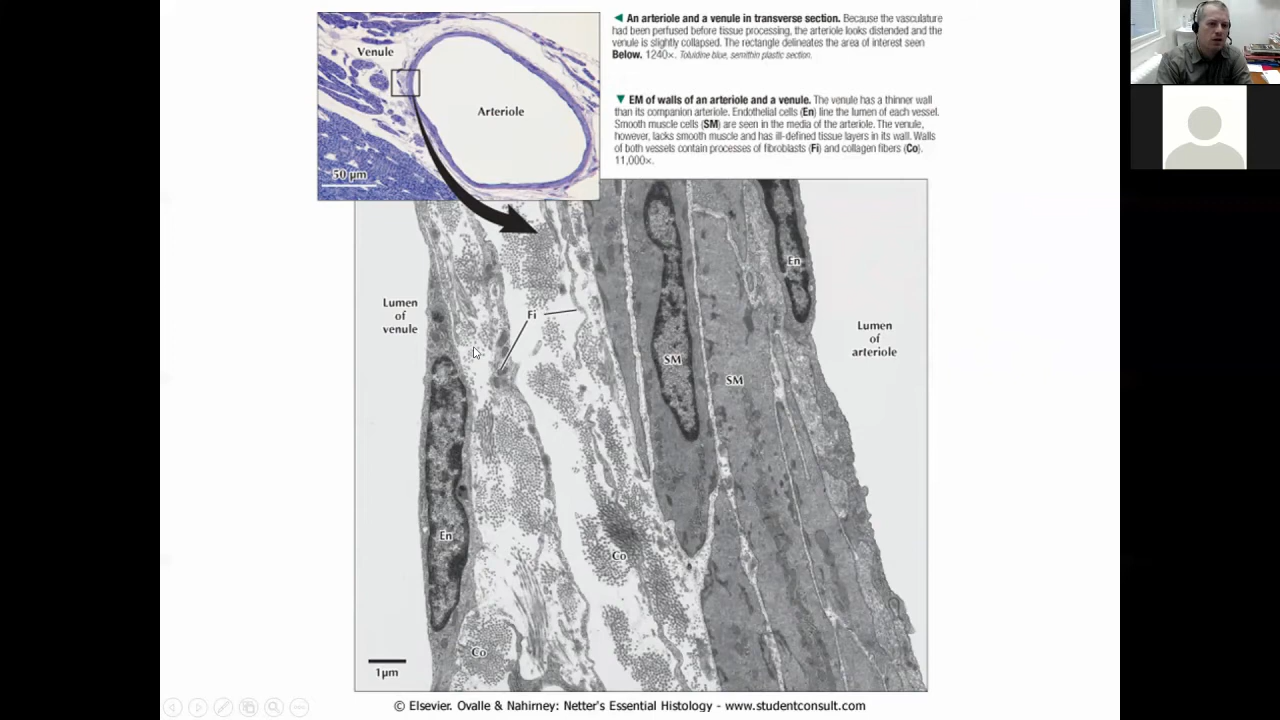 ◄ An arteriole and a venule in transverse section. Because the vasculature
had been perfused before tissue processing, the arteriole looks distended and the
venule is slightly collapsed. The rectangle delineates the area of interest seen
Below. 1240×. Toluidine blue, semithin plastic section.
Venule
Arteriole
50 μm
▼ EM of walls of an arteriole and a venule. The venule has a thinner wall
than its companion arteriole. Endothelial cells (En) line the lumen of each vessel.
Smooth muscle cells (SM) are seen in the media of the arteriole. The venule,
however, lacks smooth muscle and has ill-defined tissue layers in its wall. Walls
of both vessels contain processes of fibroblasts (Fi) and collagen fibers (Co).
11,000×.
En
Lumen
of
venule
Fi
Lumen
of
arteriole
SM
SM
En
Co
Co
1μm
© Elsevier. Ovalle & Nahirney: Netter's Essential Histology - www.studentconsult.com